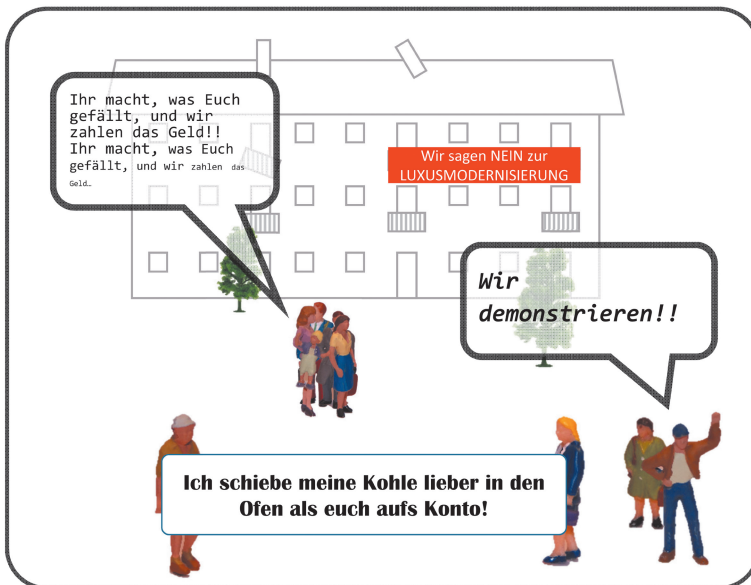 Ihr macht, was Euch
gefällt, und wir
zahlen das Geld!!
Ihr macht, was Euch
gefällt, und wir zahlen das
Geld…
Wir sagen NEIN zur
LUXUSMODERNISIERUNG
Wir
demonstrieren!!
Ich schiebe meine Kohle lieber in den
Ofen als euch aufs Konto!